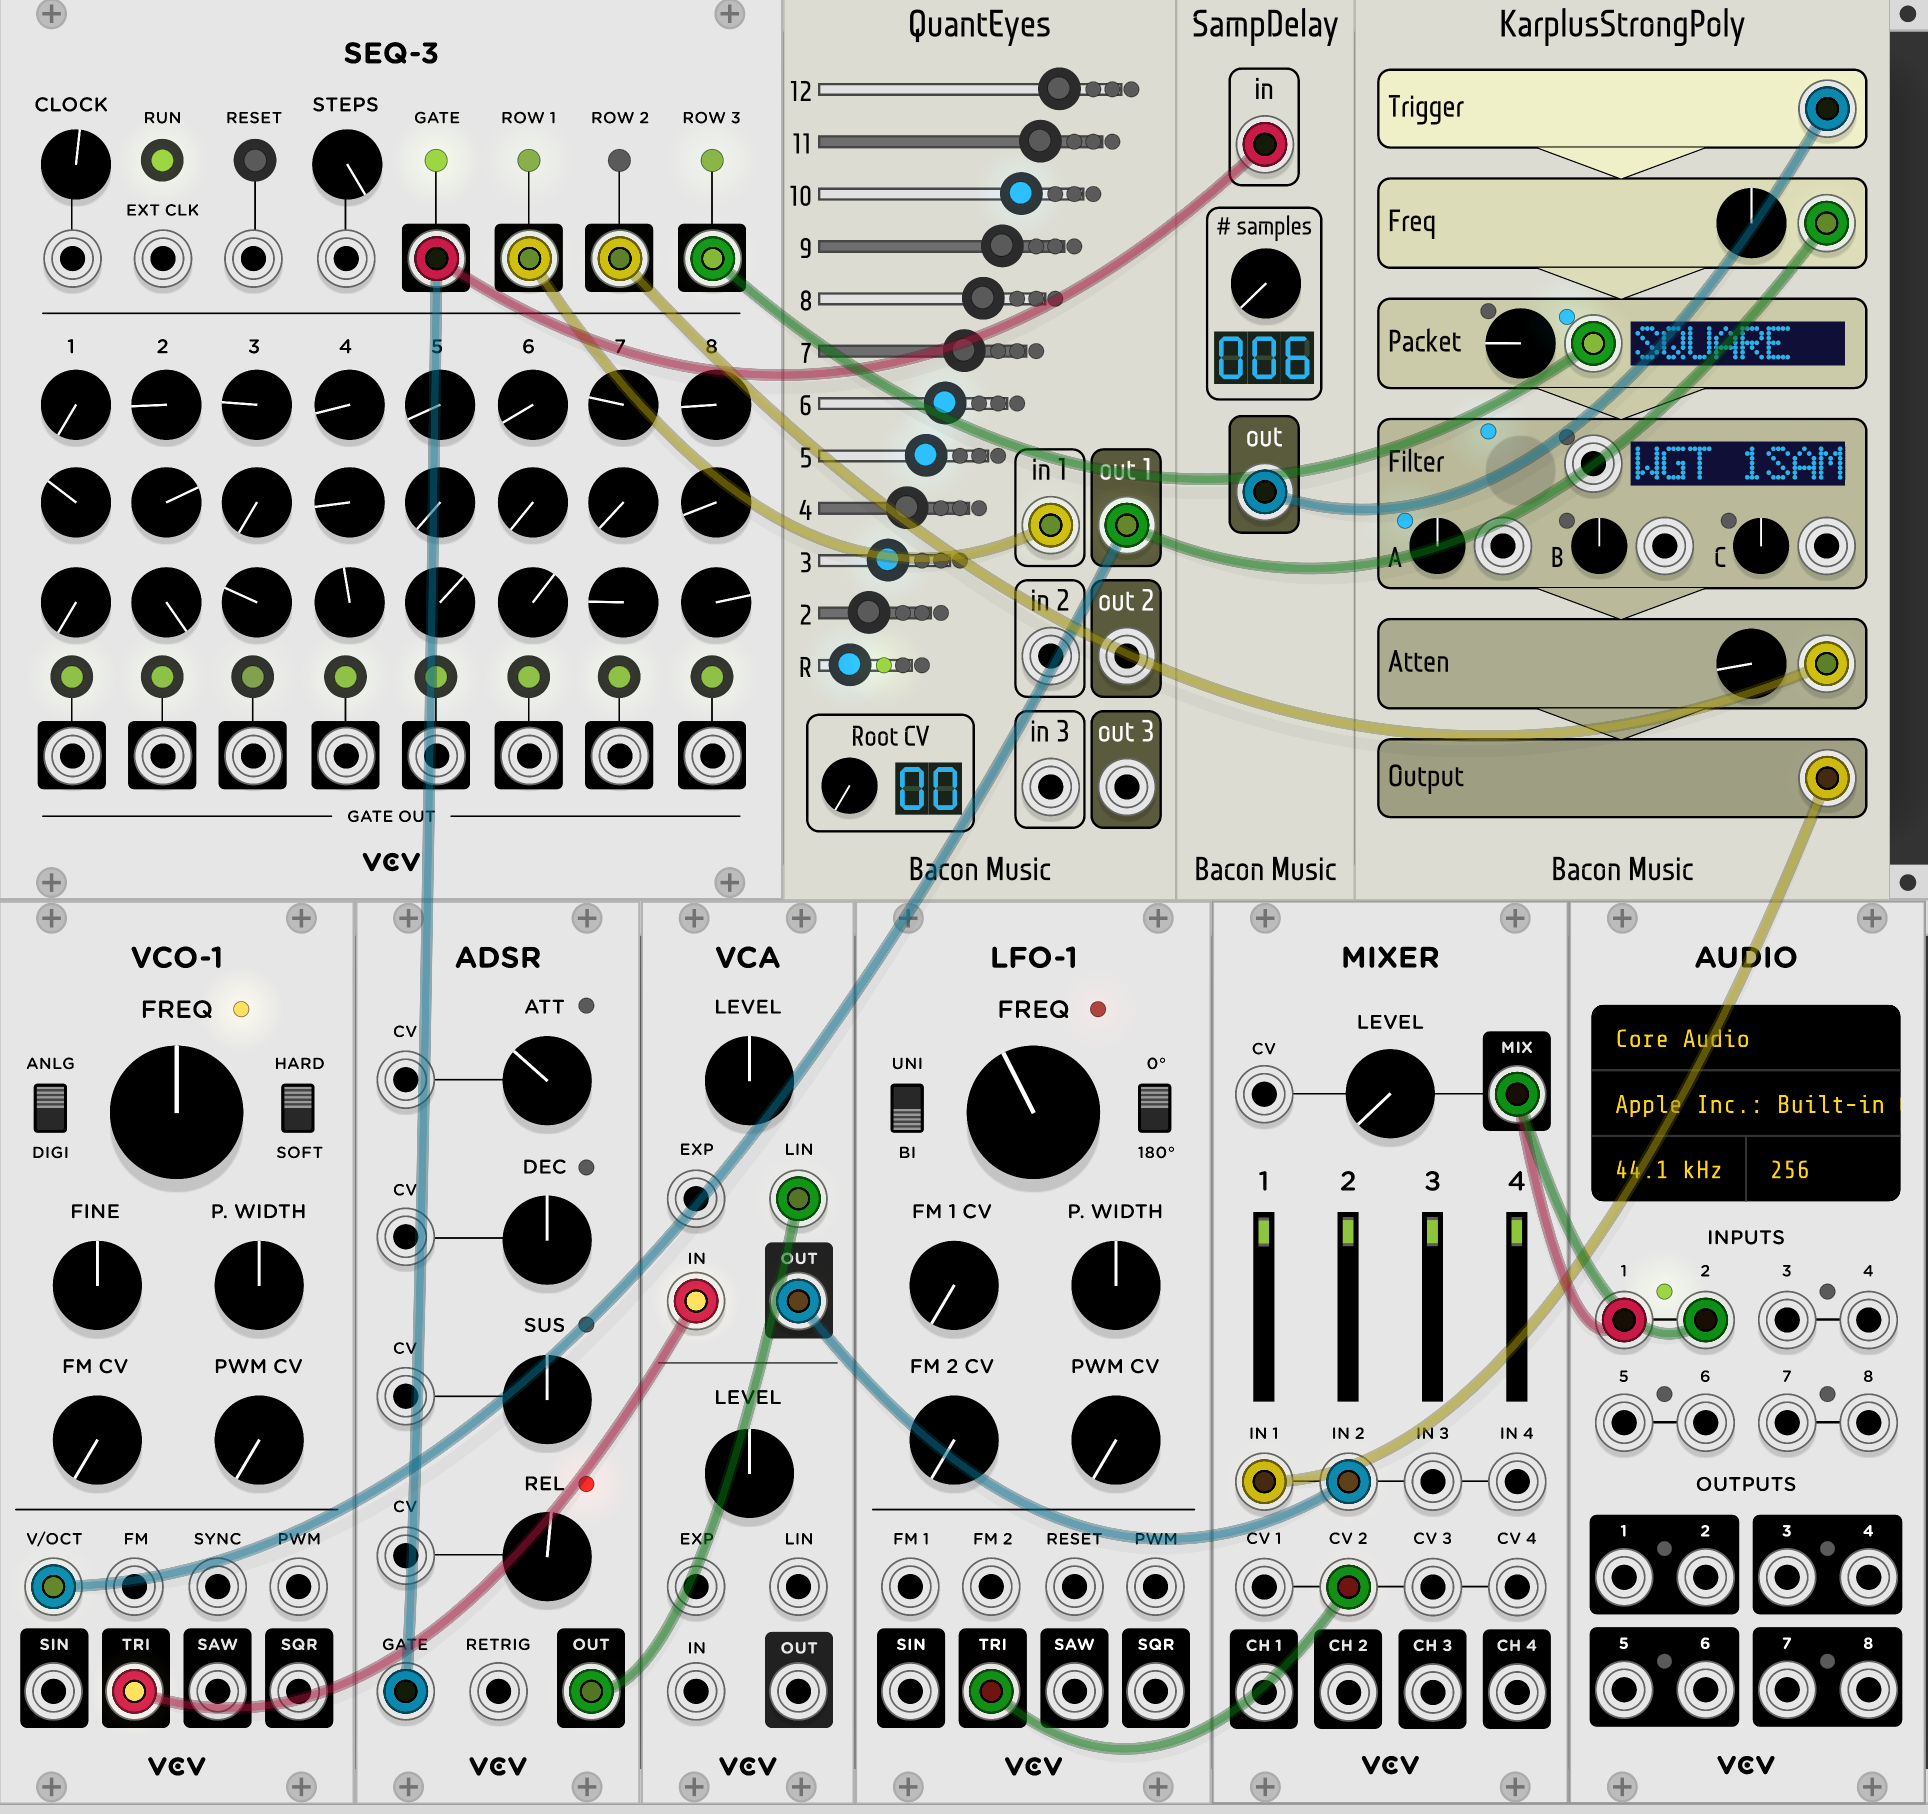 SEQ-3
CLOCK RUN RESET STEPS GATE ROW 1 ROW 2 ROW 3
EXT CLK
1 2 3 4 5 6 7 8
GATE OUT
VCV
QuantEyes
12
11
10
9
8
7
6
5
4
3
2
R
in 1 out 1
in 2 out 2
in 3 out 3
Root CV
00
Bacon Music
SampDelay
in
# samples
006
out
Bacon Music
KarplusStrongPoly
Trigger
Freq
Packet SQUARE
Filter WGT 1SAM
A B C
Atten
Output
Bacon Music
VCO-1
FREQ
ANLG HARD
DIGI SOFT
FINE P. WIDTH
FM CV PWM CV
V/OCT FM SYNC PWM
SIN TRI SAW SQR
VCV
ADSR
ATT
CV
DEC
CV
SUS
CV
REL
CV
GATE RETRIG OUT
VCV
VCA
LEVEL
EXP LIN
IN OUT
LEVEL
EXP LIN
IN OUT
VCV
LFO-1
FREQ
UNI 0°
BI 180°
FM 1 CV P. WIDTH
FM 2 CV PWM CV
FM 1 FM 2 RESET PWM
SIN TRI SAW SQR
VCV
MIXER
LEVEL
CV MIX
1 2 3 4
IN 1 IN 2 IN 3 IN 4
CV 1 CV 2 CV 3 CV 4
CH 1 CH 2 CH 3 CH 4
VCV
AUDIO
Core Audio
Apple Inc.: Built-in
44.1 kHz 256
INPUTS
1 2 3 4
5 6 7 8
OUTPUTS
1 2 3 4
5 6 7 8
VCV